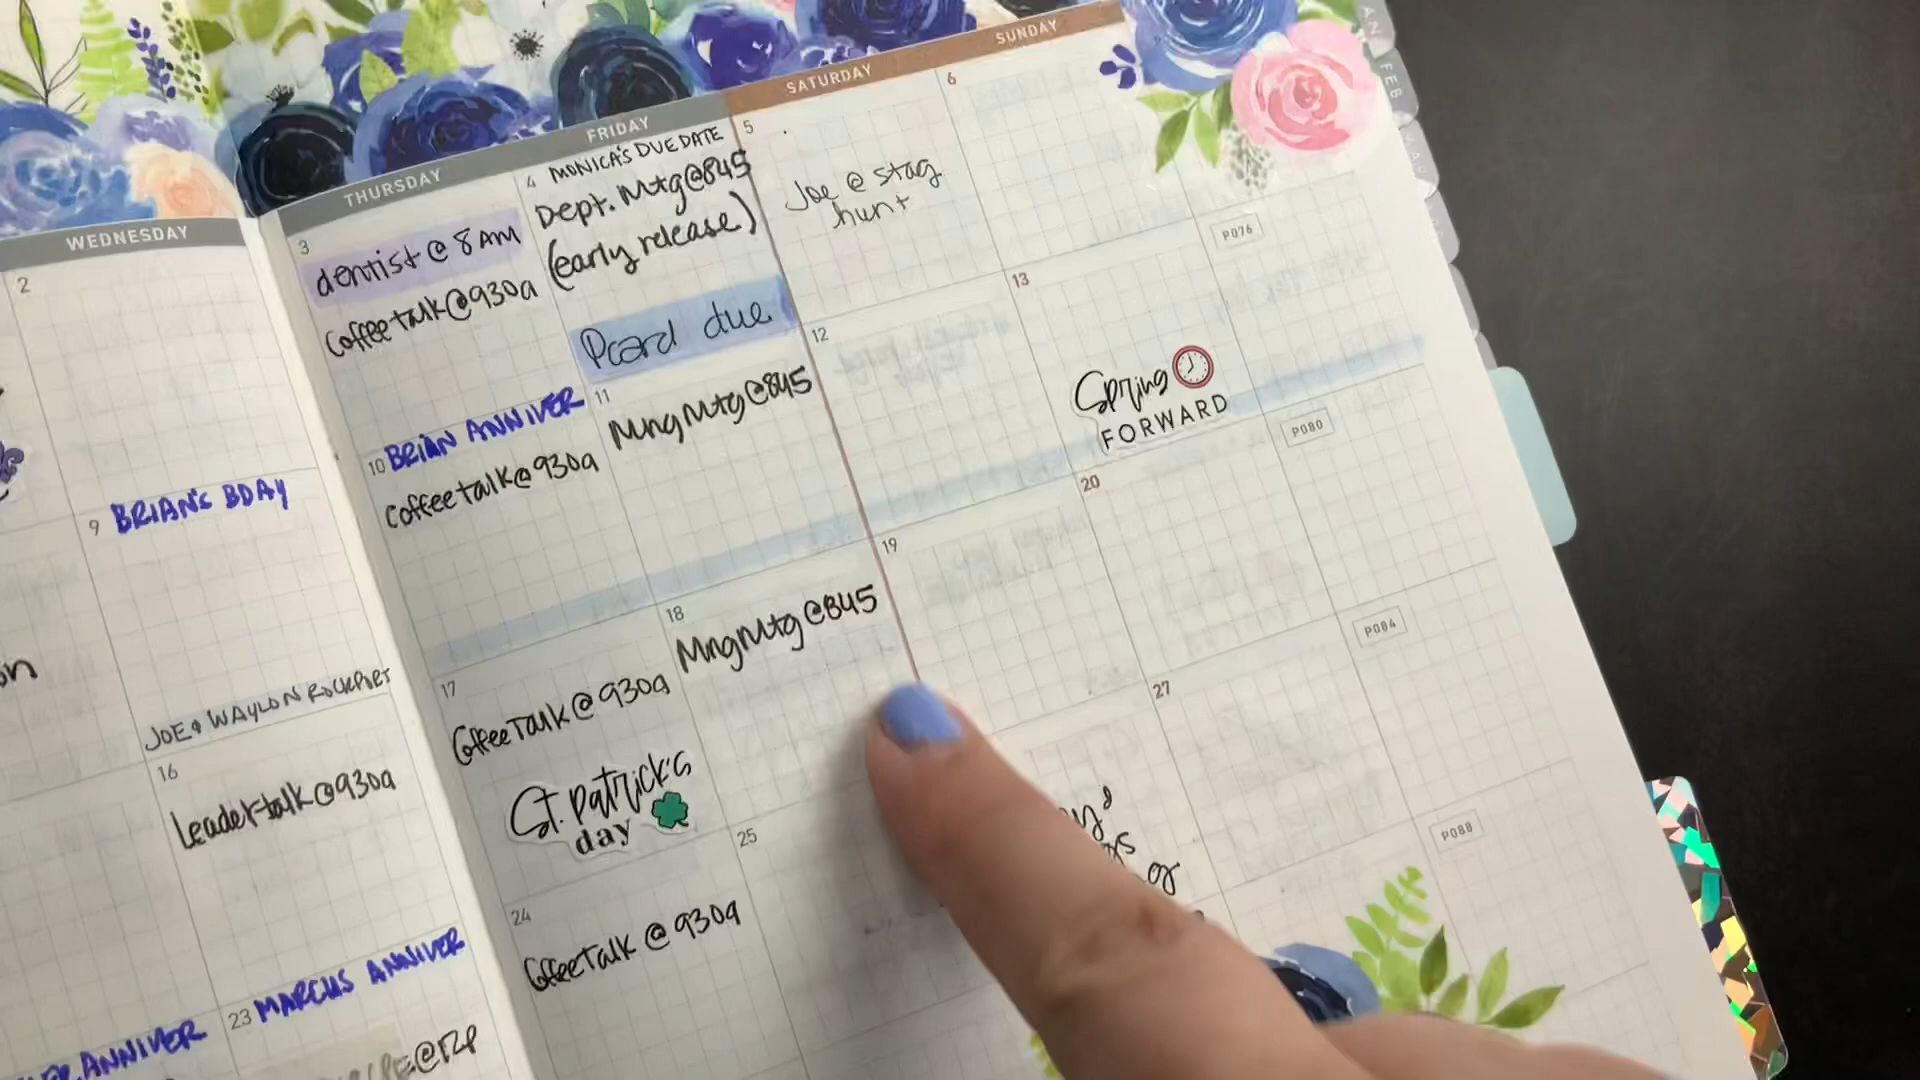 WEDNESDAY
THURSDAY
FRIDAY
SATURDAY
SUNDAY
JAN
FEB
MAR
2
3
dentist @ 8 AM
Coffee talk @ 930a
4 MONICA'S DUE DATE
Dept. Mtg @ 845
(early release)
Pcard due
5
Joe @ stag
hunt
6
P076
9 BRIAN'S BDAY
JOE & WAYLON ROCKPORT
10 BRIAN ANNIVER
Coffee talk @ 930a
11
Mng Mtg @ 845
12
13
Spring
FORWARD
P080
16
Leader talk @ 930a
17
Coffee Talk @ 930a
St. Patrick's
day
18
Mng Mtg @ 845
19
20
P084
23 MARCUS ANNIVER
ANNIVER
24
Coffee Talk @ 930a
25
27
P088